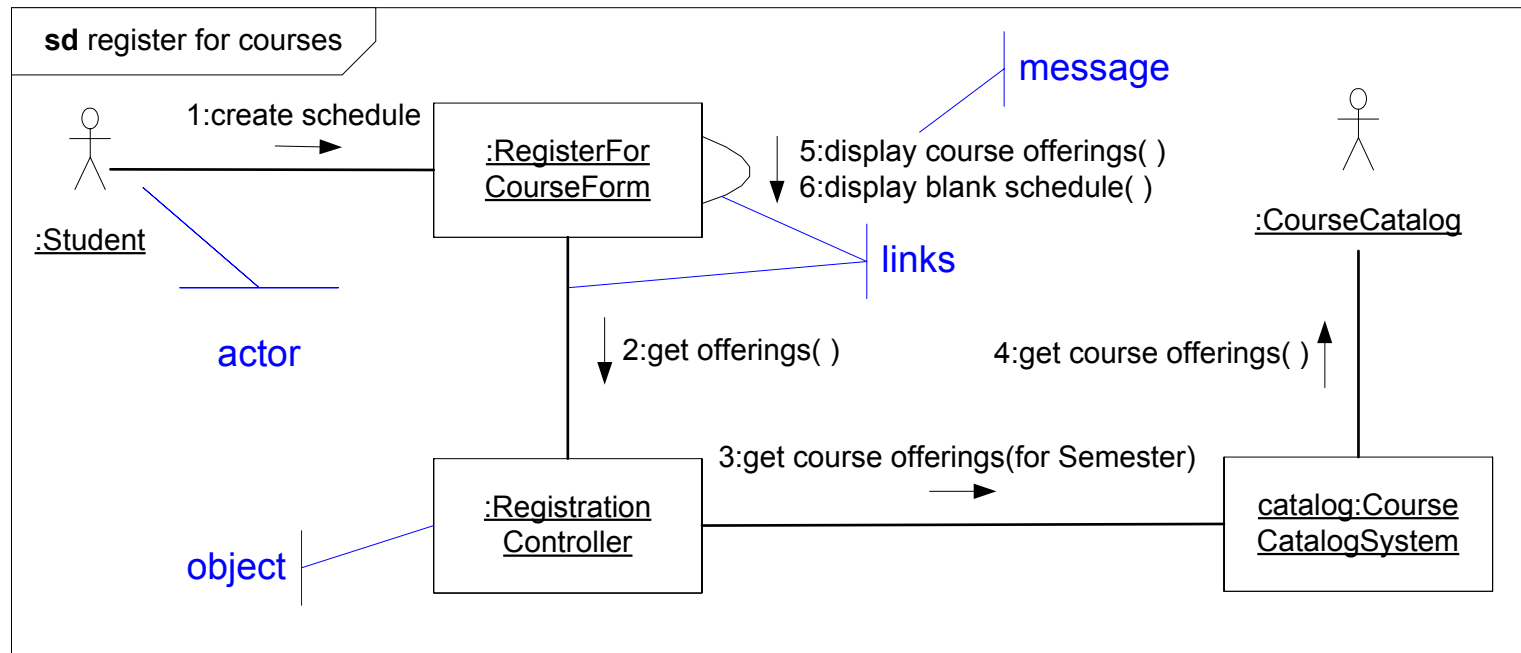 sd register for courses
message
1:create schedule
:RegisterFor
CourseForm
5:display course offerings( )
6:display blank schedule( )
:Student
:CourseCatalog
links
actor
2:get offerings( )
4:get course offerings( )
3:get course offerings(for Semester)
:Registration
Controller
catalog:Course
CatalogSystem
object